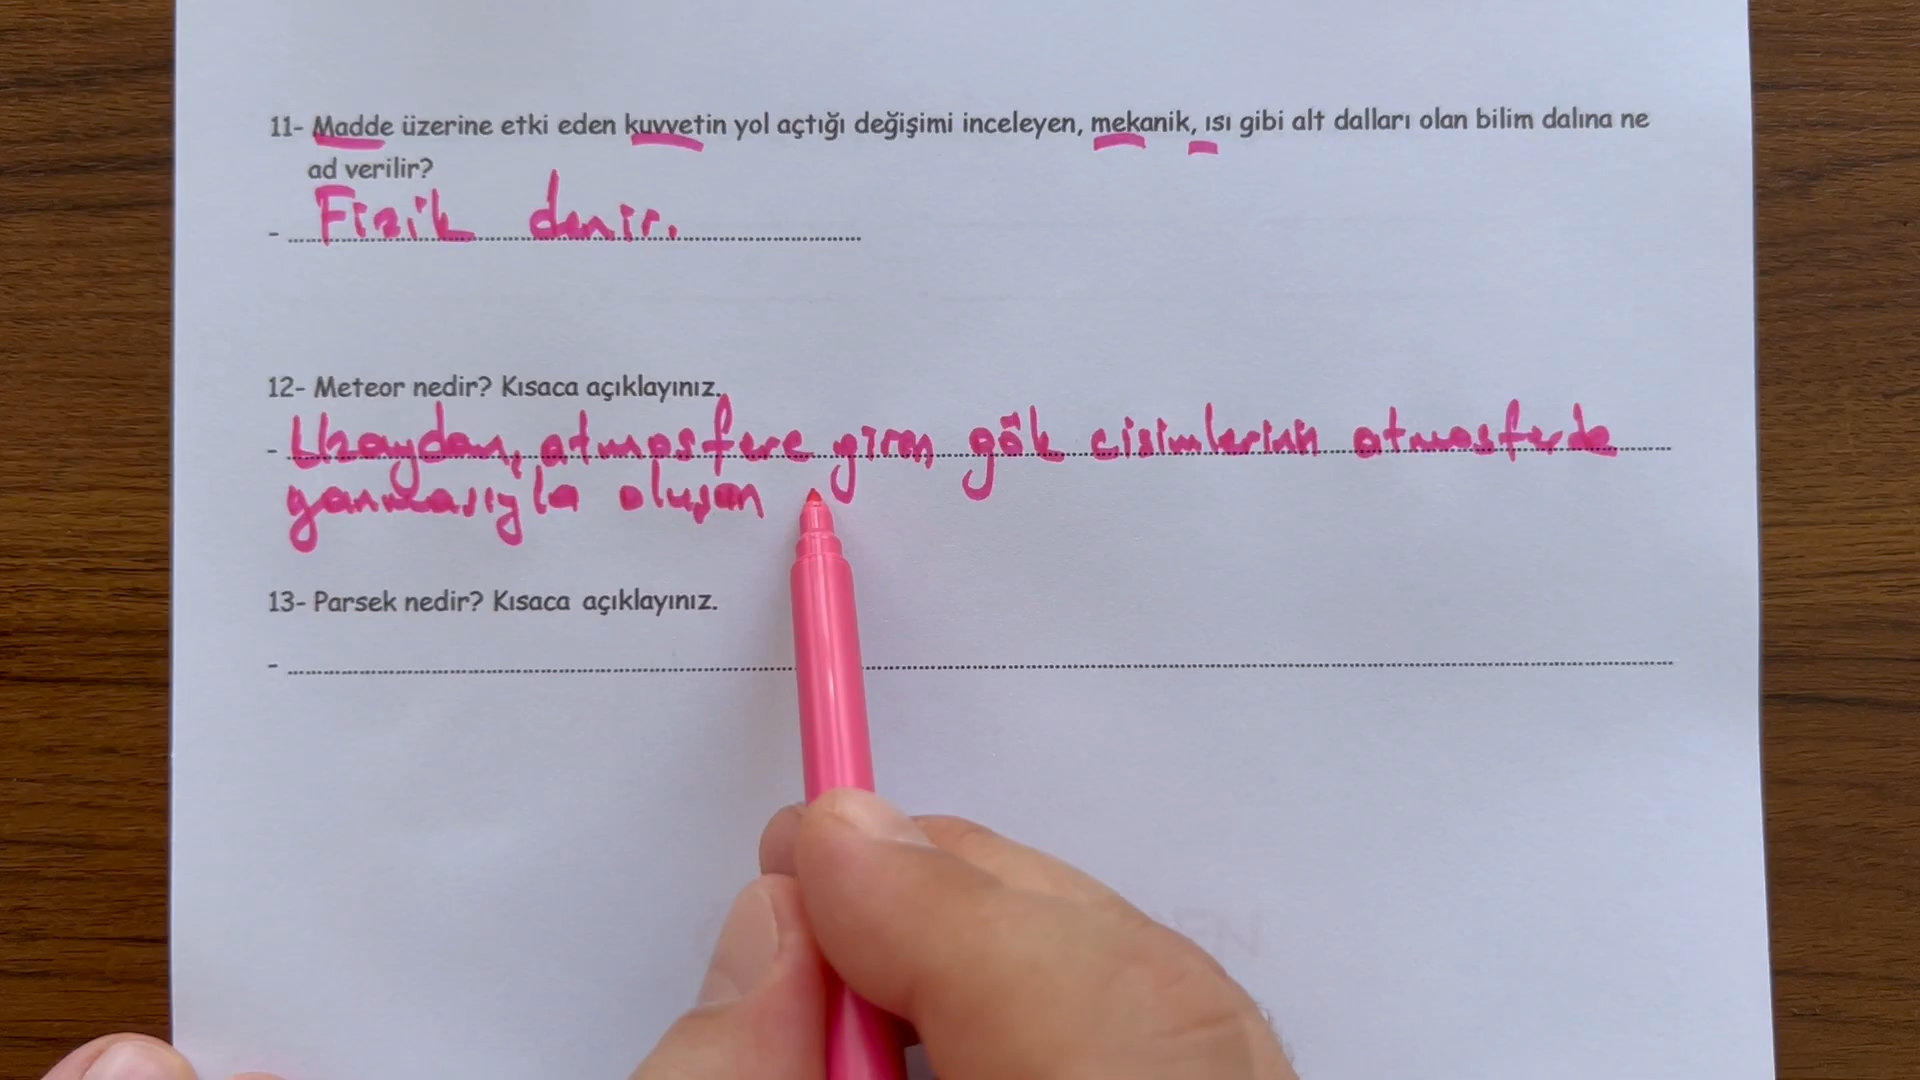 11- Madde üzerine etki eden kuvvetin yol açtığı değişimi inceleyen, mekanik, ısı gibi alt dalları olan bilim dalına ne
ad verilir?
- Fizik denir.
12- Meteor nedir? Kısaca açıklayınız.
- Uzaydan, atmosfere giren gök cisimlerinin atmosferde
yanmasıyla oluşan
13- Parsek nedir? Kısaca açıklayınız.
-